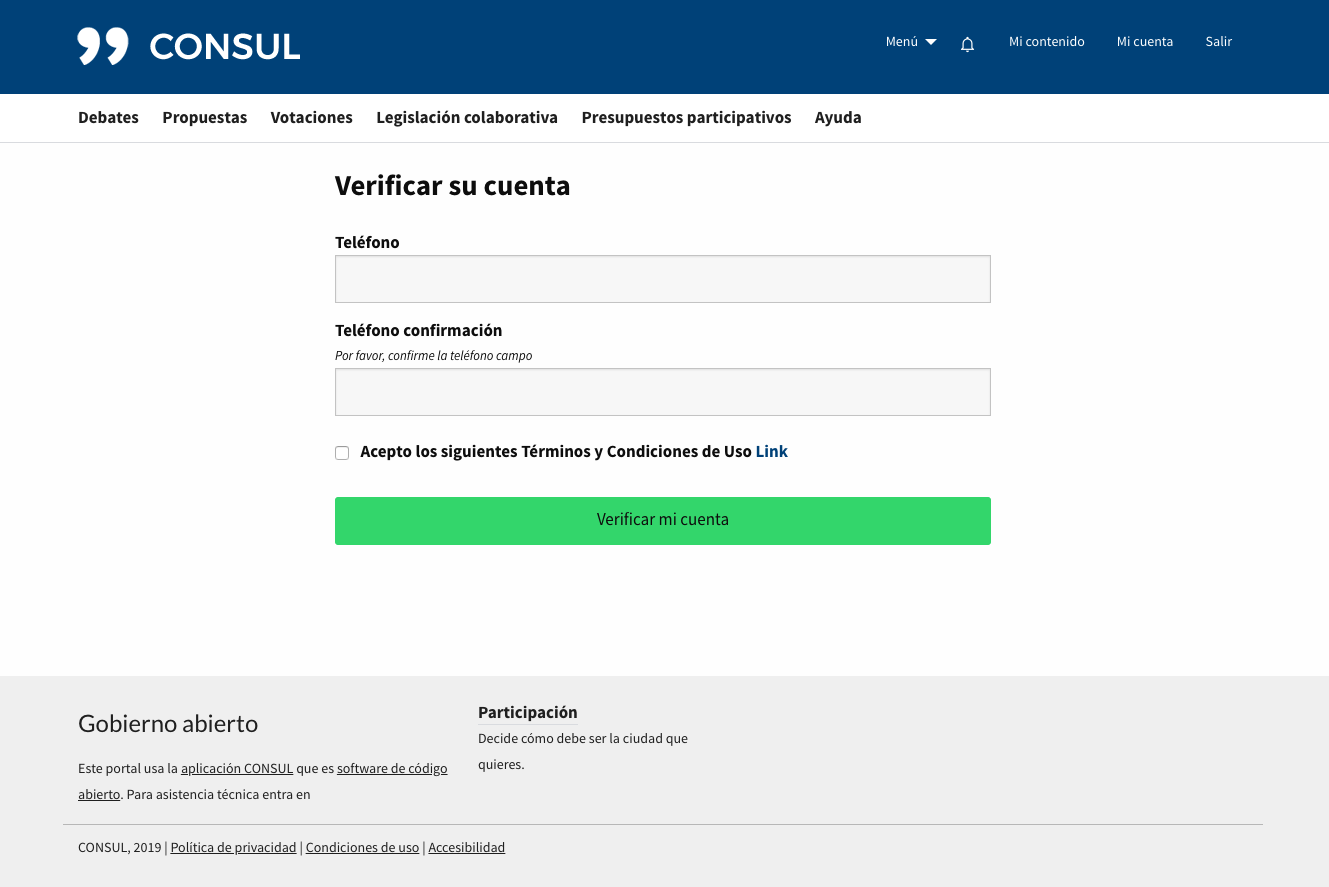 CONSUL
Menú Mi contenido Mi cuenta Salir
Debates Propuestas Votaciones Legislación colaborativa Presupuestos participativos Ayuda
Verificar su cuenta
Teléfono
Teléfono confirmación
Por favor, confirme la teléfono campo
Acepto los siguientes Términos y Condiciones de Uso Link
Verificar mi cuenta
Gobierno abierto
Este portal usa la aplicación CONSUL que es software de código
abierto. Para asistencia técnica entra en
Participación
Decide cómo debe ser la ciudad que
quieres.
CONSUL, 2019 | Política de privacidad | Condiciones de uso | Accesibilidad